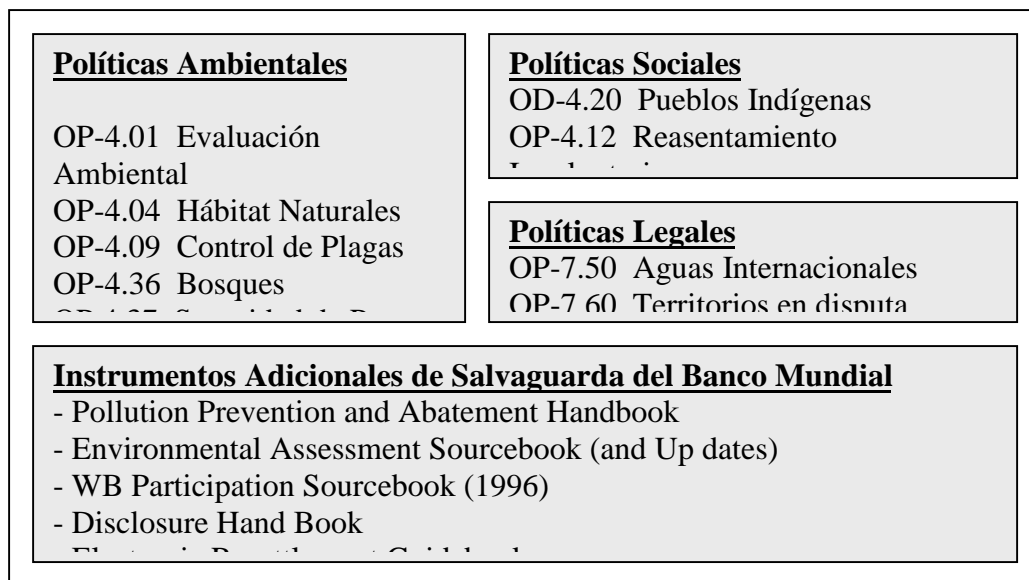 Políticas Ambientales
OP-4.01 Evaluación
Ambiental
OP-4.04 Hábitat Naturales
OP-4.09 Control de Plagas
OP-4.36 Bosques
Políticas Sociales
OD-4.20 Pueblos Indígenas
OP-4.12 Reasentamiento
Políticas Legales
OP-7.50 Aguas Internacionales
OP-7.60 Territorios en disputa
Instrumentos Adicionales de Salvaguarda del Banco Mundial
- Pollution Prevention and Abatement Handbook
- Environmental Assessment Sourcebook (and Up dates)
- WB Participation Sourcebook (1996)
- Disclosure Hand Book